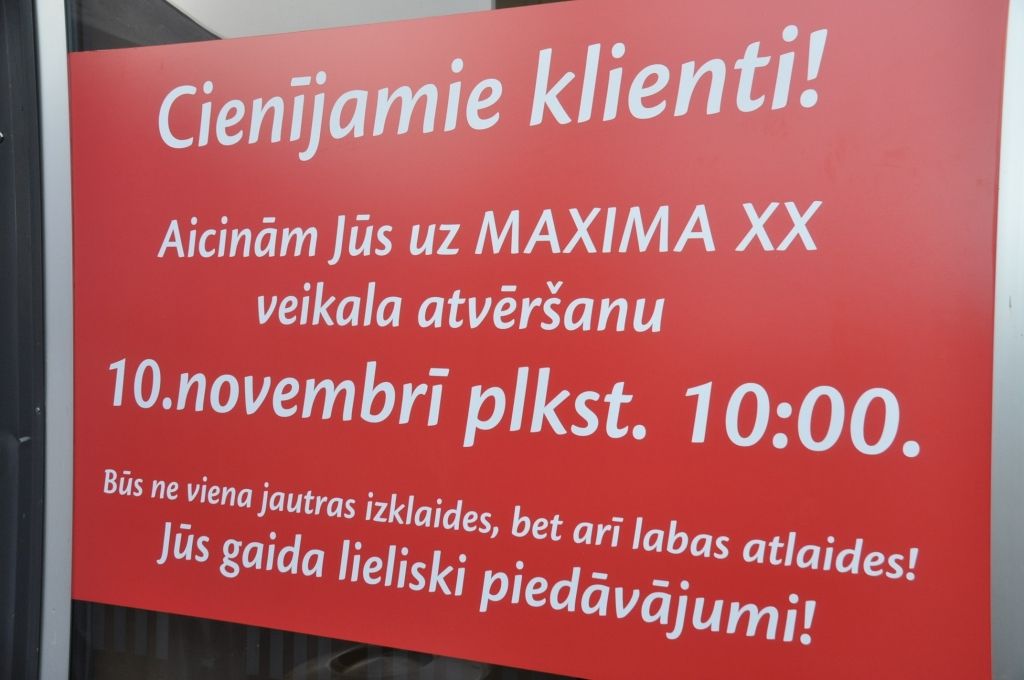 Cienījamie klienti!
Aicinām Jūs uz MAXIMA XX
veikala atvēršanu
10.novembrī plkst. 10:00.
Būs ne viena jautras izklaides, bet arī labas atlaides!
Jūs gaida lieliski piedāvājumi!